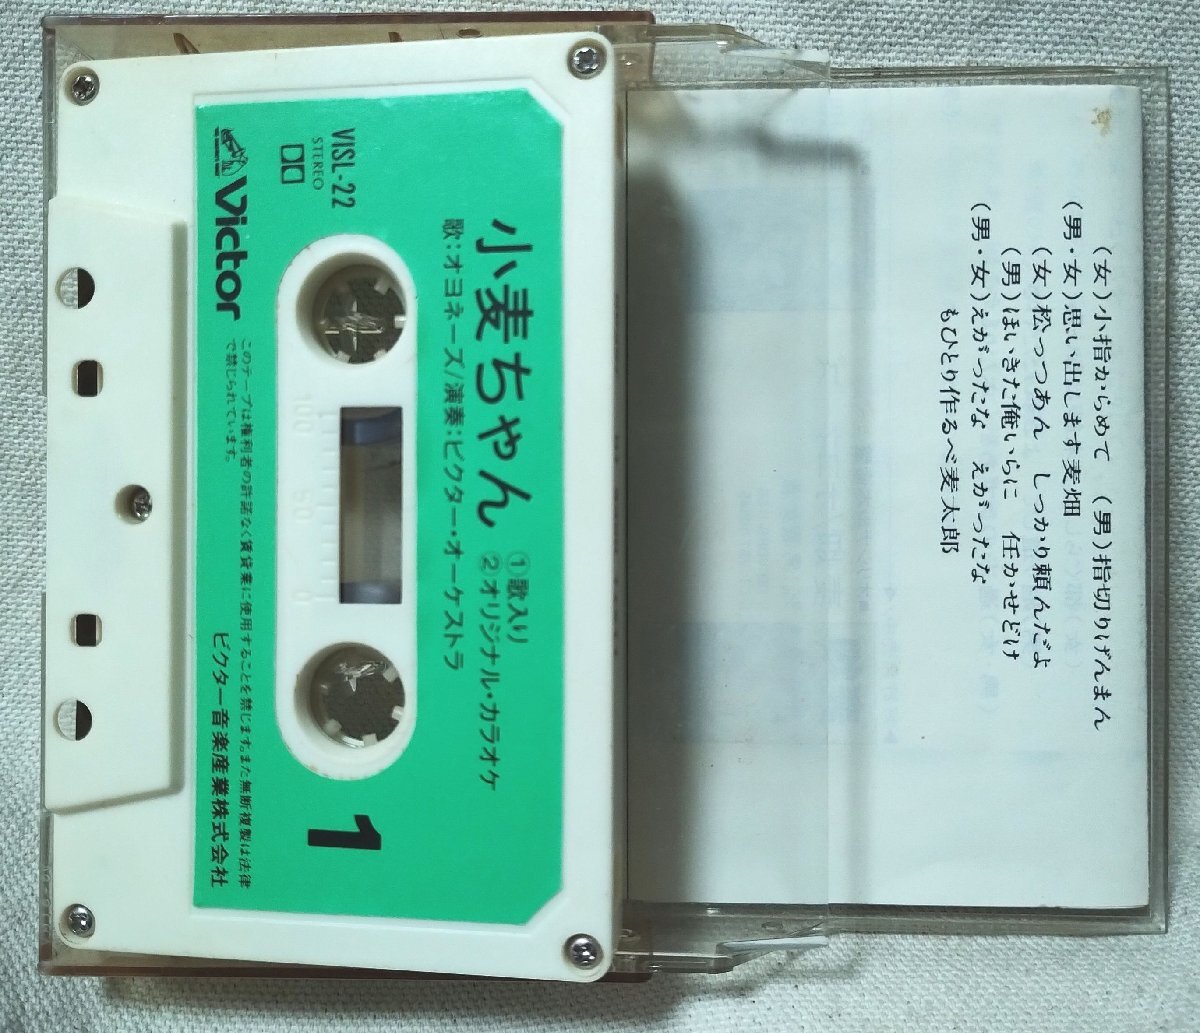 VISL-22
STEREO
Victor
小麦ちゃん
①歌入り
②オリジナル・カラオケ
歌:オヨネーズ/演奏:ビクター・オーケストラ
100
50
0
1
このテープは権利者の許諾なく賃貸業に使用することを禁じます。また無断複製は法律
で禁じられています。
ビクター音楽産業株式会社
(女)小指からめて (男)指切りげんまん
(男・女)思い出します麦畑
(女)松っつあん しっかり頼んだよ
(男)ほいきた俺いらに 任かせどけ
(男・女)えがったな えがったな
もひとり作るべ麦太郎